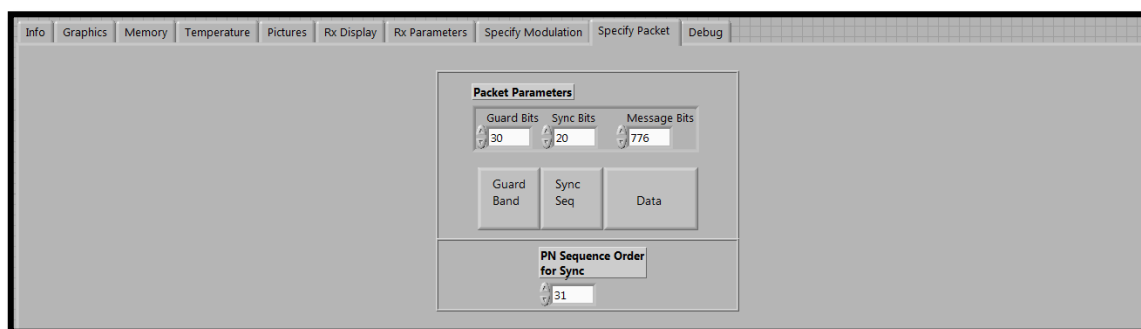 Info Graphics Memory Temperature Pictures Rx Display Rx Parameters Specify Modulation Specify Packet Debug
Packet Parameters
Guard Bits Sync Bits Message Bits
30 20 776
Guard Sync
Band Seq Data
PN Sequence Order
for Sync
31